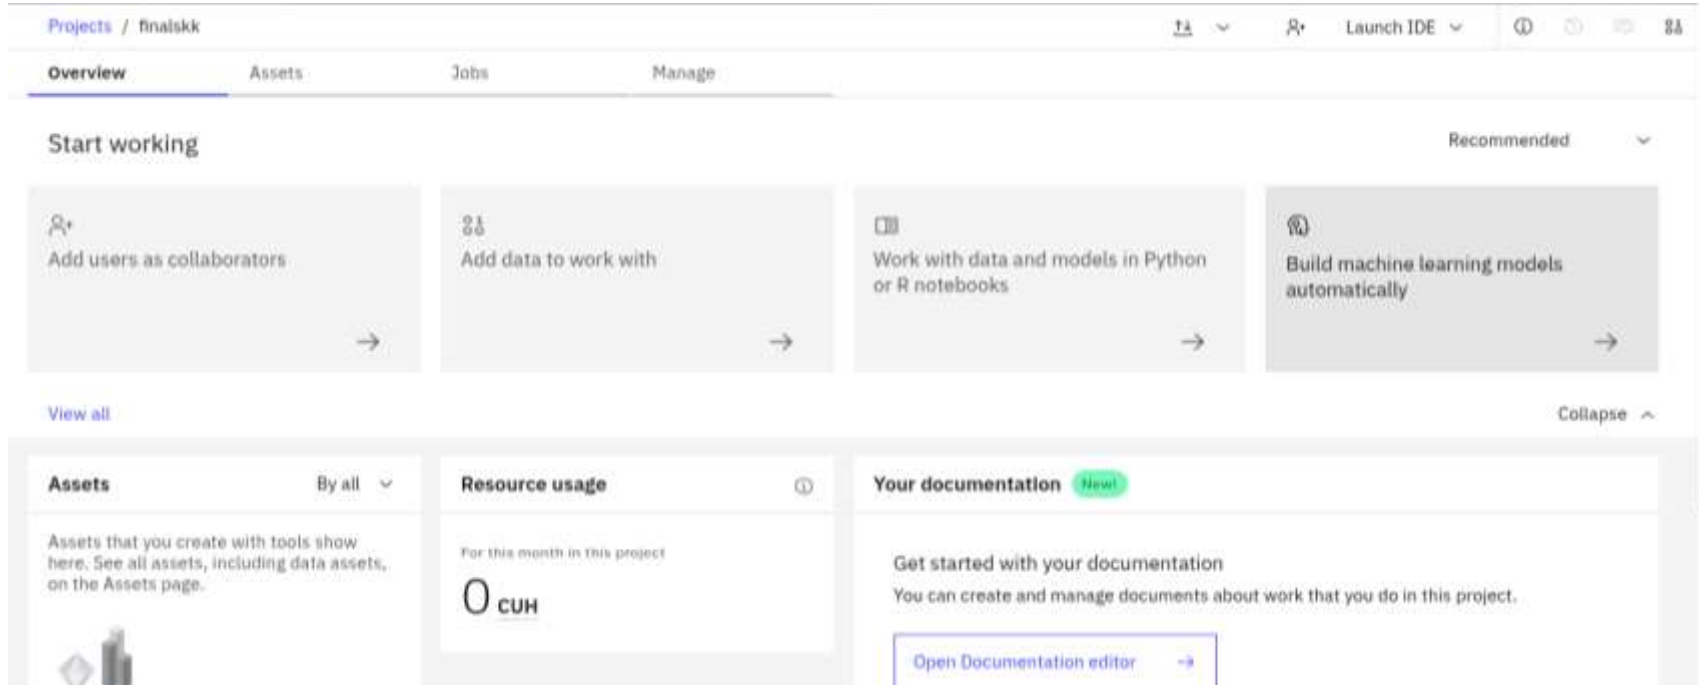 Projects / finalskk
Launch IDE
Overview
Assets
Jobs
Manage
Start working
Recommended
Add users as collaborators
Add data to work with
Work with data and models in Python
or R notebooks
Build machine learning models
automatically
View all
Collapse
Assets
By all
Assets that you create with tools show
here. See all assets, including data assets,
on the Assets page.
Resource usage
For this month in this project
0 CUH
Your documentation New!
Get started with your documentation
You can create and manage documents about work that you do in this project.
Open Documentation editor